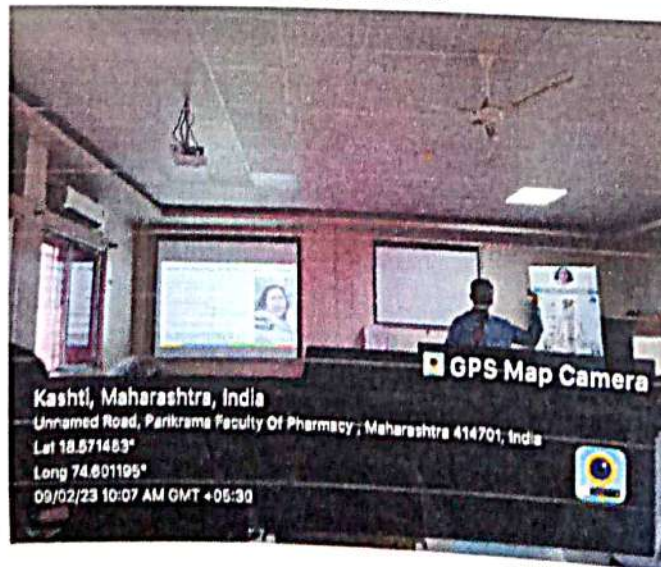 GPS Map Camera
Kashti, Maharashtra, India
Unnamed Road, Parikrama Faculty Of Pharmacy , Maharashtra 414701, India
Lat 18.571483°
Long 74.601195°
09/02/23 10:07 AM GMT +05:30